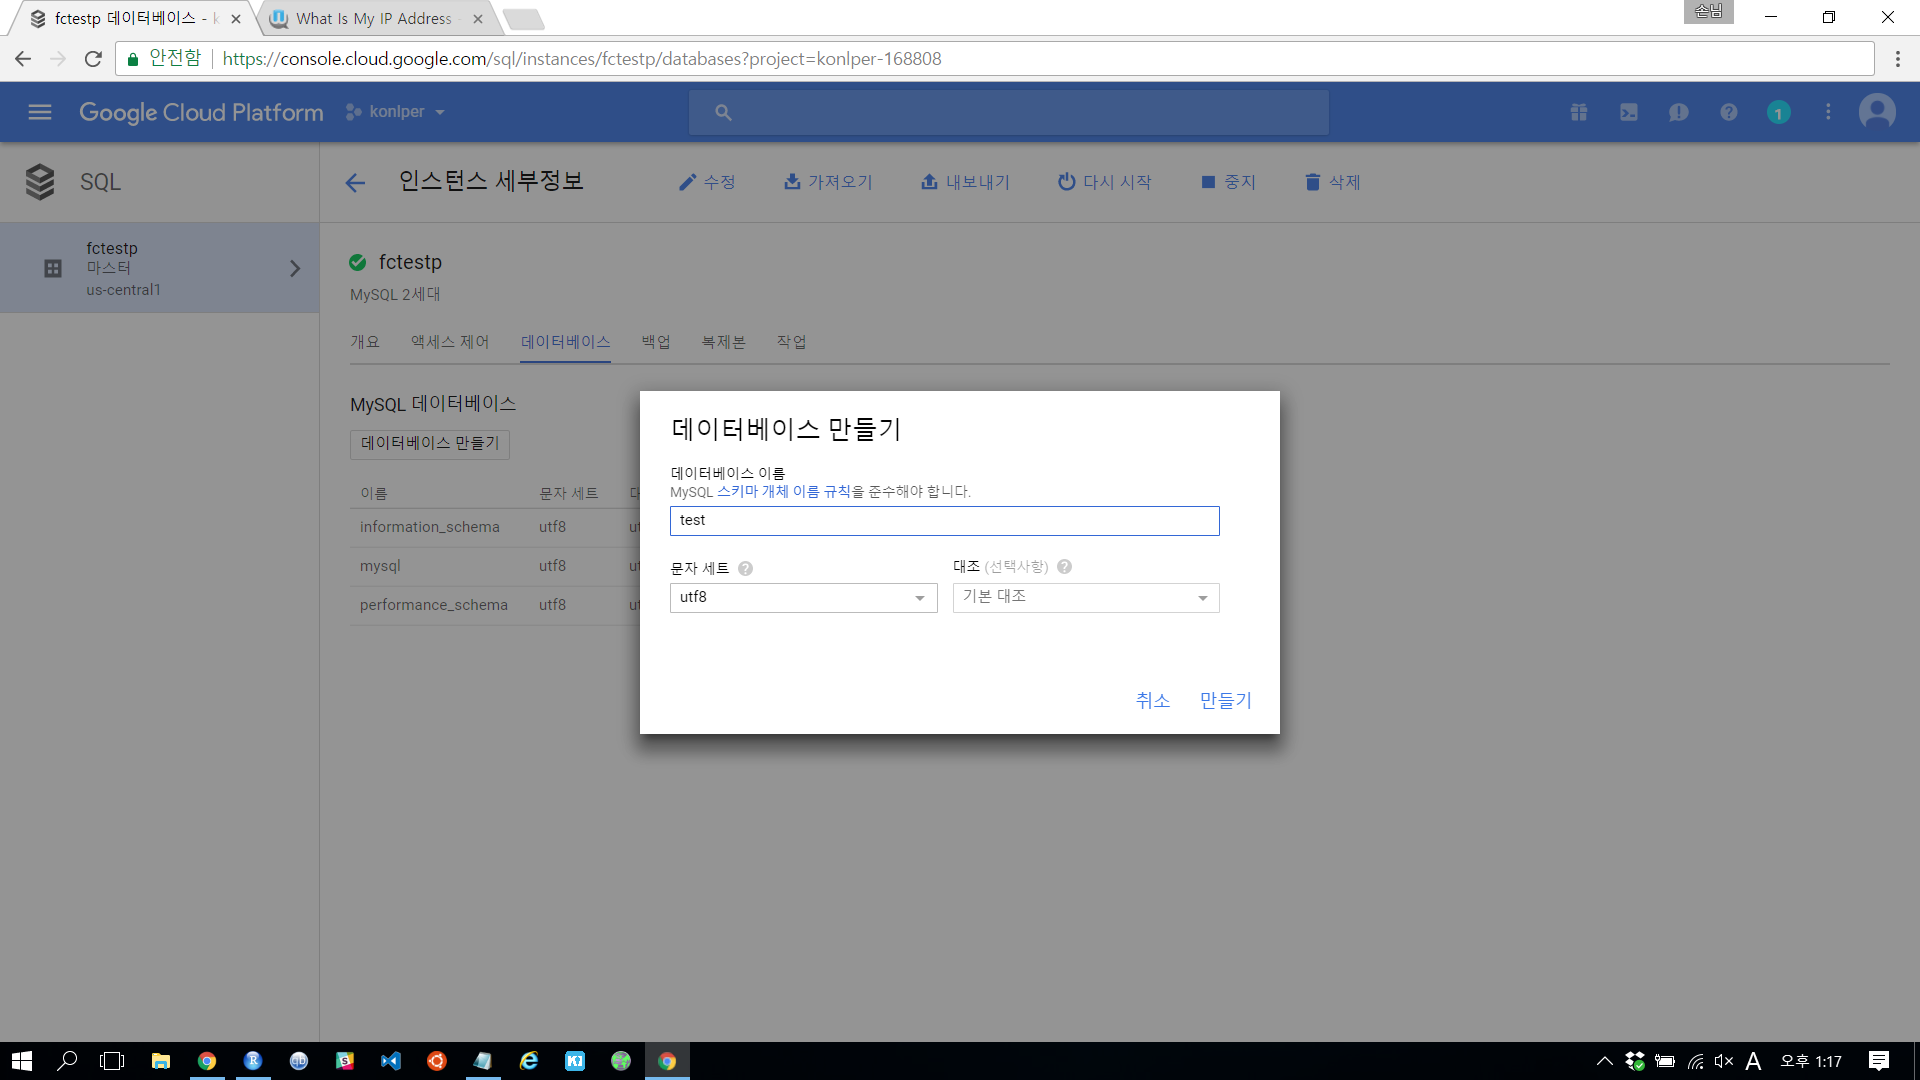 fctestp 데이터베이스 - k
What Is My IP Address
손님
안전함
https://console.cloud.google.com/sql/instances/fctestp/databases?project=konlper-168808
Google Cloud Platform
konlper
1
SQL
인스턴스 세부정보
수정
가져오기
내보내기
다시 시작
중지
삭제
fctestp
마스터
us-central1
fctestp
MySQL 2세대
개요
액세스 제어
데이터베이스
백업
복제본
작업
MySQL 데이터베이스
데이터베이스 만들기
이름
문자 세트
information_schema
utf8
mysql
utf8
performance_schema
utf8
데이터베이스 만들기
데이터베이스 이름
MySQL 스키마 개체 이름 규칙을 준수해야 합니다.
test
문자 세트
대조 (선택사항)
utf8
기본 대조
취소
만들기
A
오후 1:17